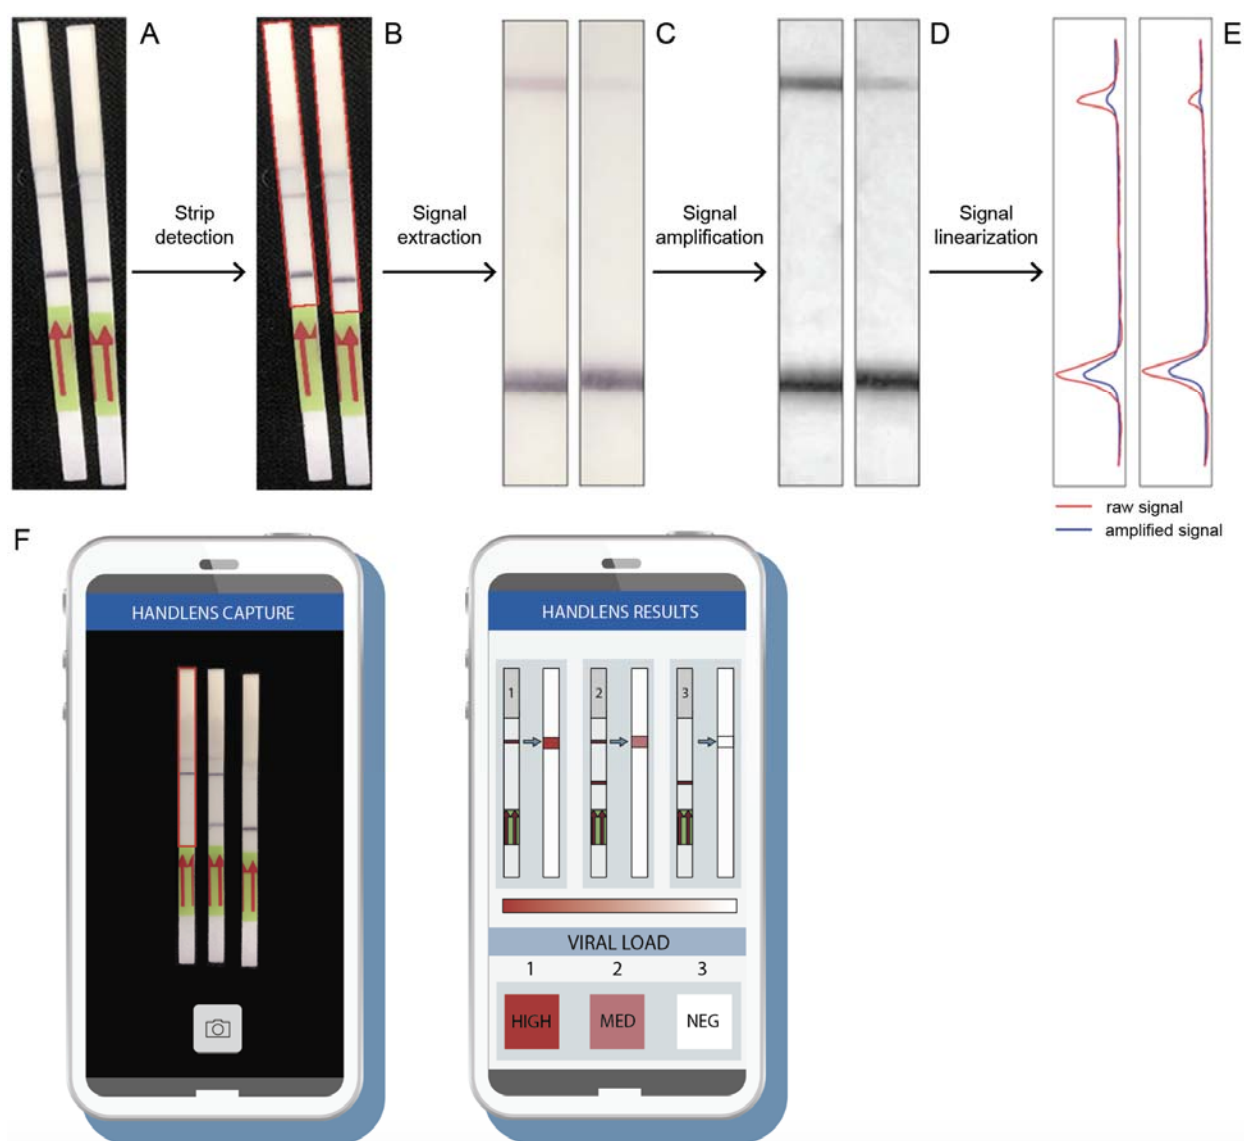 A
B
C
D
E
Strip
detection
Signal
extraction
Signal
amplification
Signal
linearization
raw signal
amplified signal
F
HANDLENS CAPTURE
HANDLENS RESULTS
1
2
3
VIRAL LOAD
1
2
3
HIGH
MED
NEG